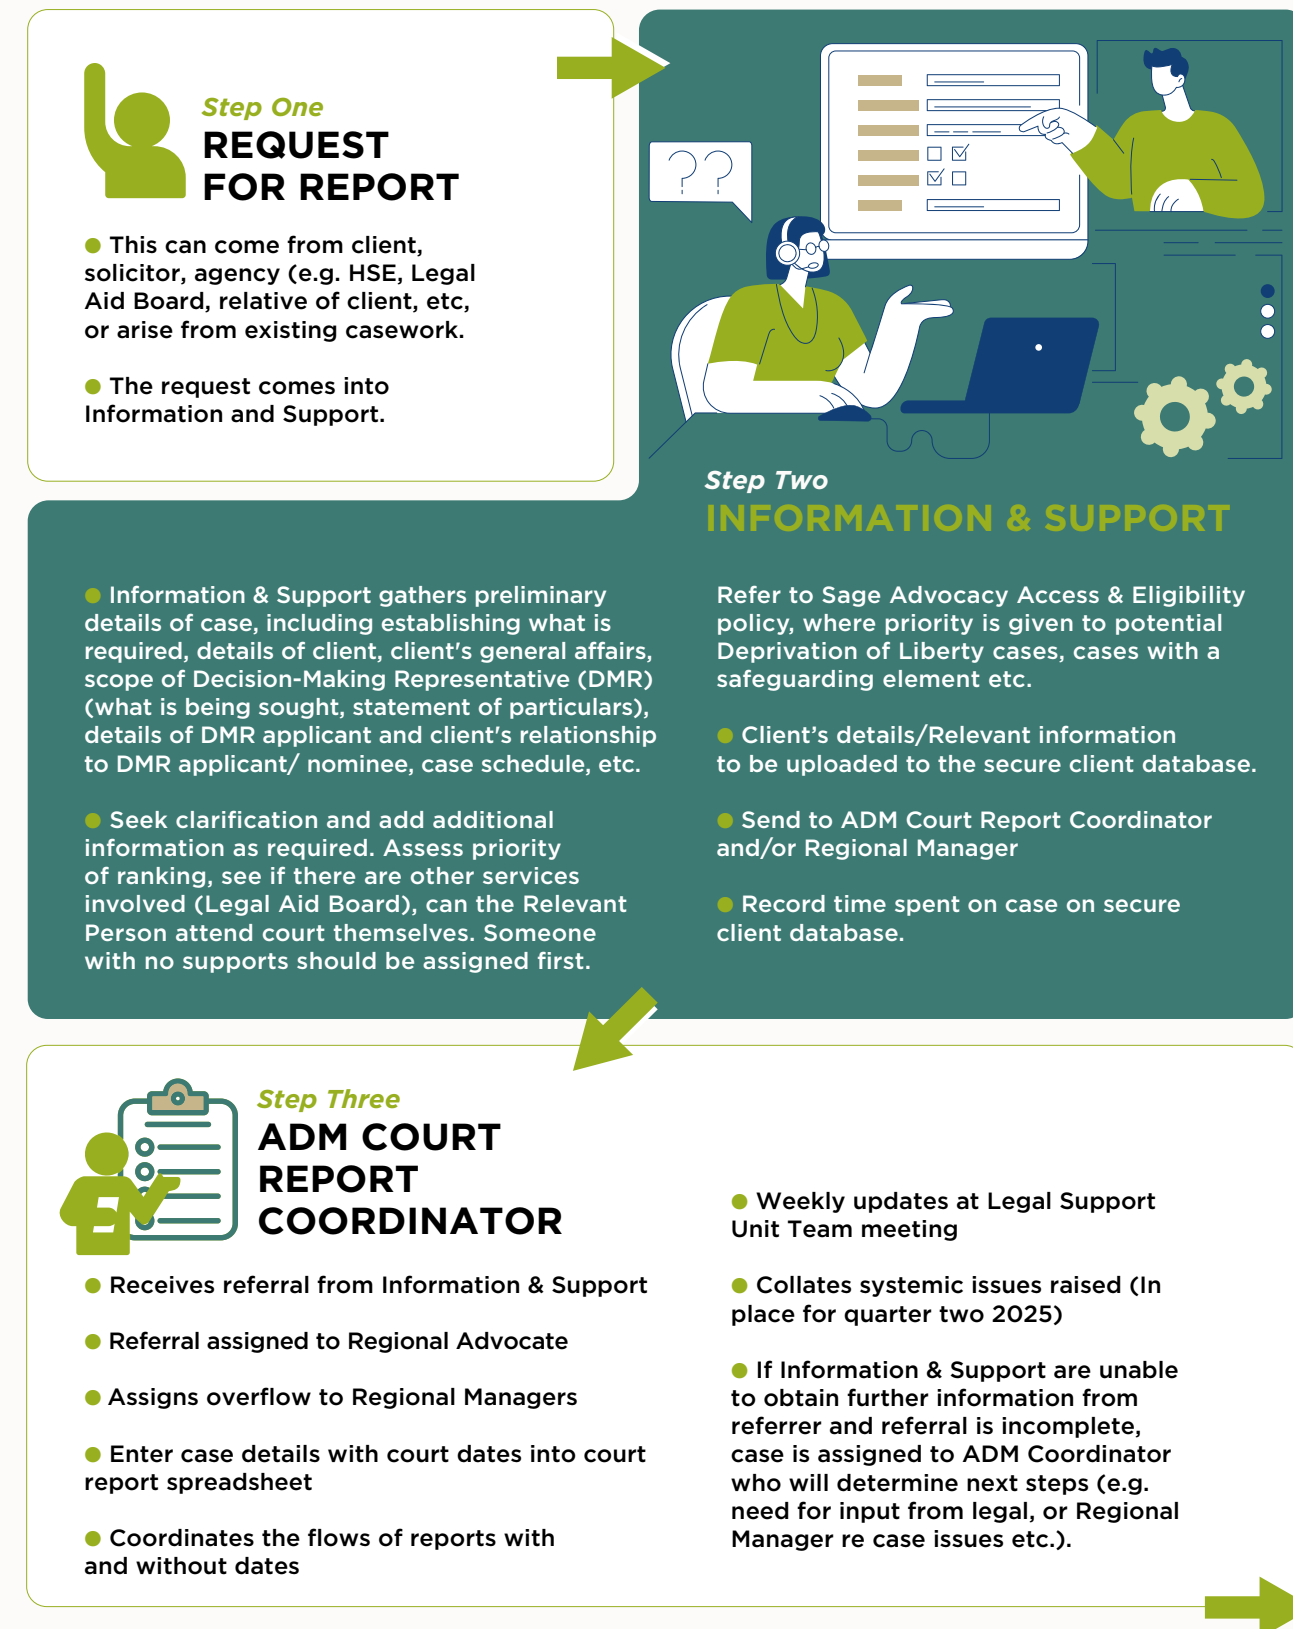 Step One
REQUEST
FOR REPORT
● This can come from client,
solicitor, agency (e.g. HSE, Legal
Aid Board, relative of client, etc,
or arise from existing casework.
● The request comes into
Information and Support.
??
Step Two
INFORMATION & SUPPORT
● Information & Support gathers preliminary
details of case, including establishing what is
required, details of client, client's general affairs,
scope of Decision-Making Representative (DMR)
(what is being sought, statement of particulars),
details of DMR applicant and client's relationship
to DMR applicant/ nominee, case schedule, etc.
● Seek clarification and add additional
information as required. Assess priority
of ranking, see if there are other services
involved (Legal Aid Board), can the Relevant
Person attend court themselves. Someone
with no supports should be assigned first.
Refer to Sage Advocacy Access & Eligibility
policy, where priority is given to potential
Deprivation of Liberty cases, cases with a
safeguarding element etc.
● Client’s details/Relevant information
to be uploaded to the secure client database.
● Send to ADM Court Report Coordinator
and/or Regional Manager
● Record time spent on case on secure
client database.
Step Three
ADM COURT
REPORT
COORDINATOR
● Receives referral from Information & Support
● Referral assigned to Regional Advocate
● Assigns overflow to Regional Managers
● Enter case details with court dates into court
report spreadsheet
● Coordinates the flows of reports with
and without dates
● Weekly updates at Legal Support
Unit Team meeting
● Collates systemic issues raised (In
place for quarter two 2025)
● If Information & Support are unable
to obtain further information from
referrer and referral is incomplete,
case is assigned to ADM Coordinator
who will determine next steps (e.g.
need for input from legal, or Regional
Manager re case issues etc.).